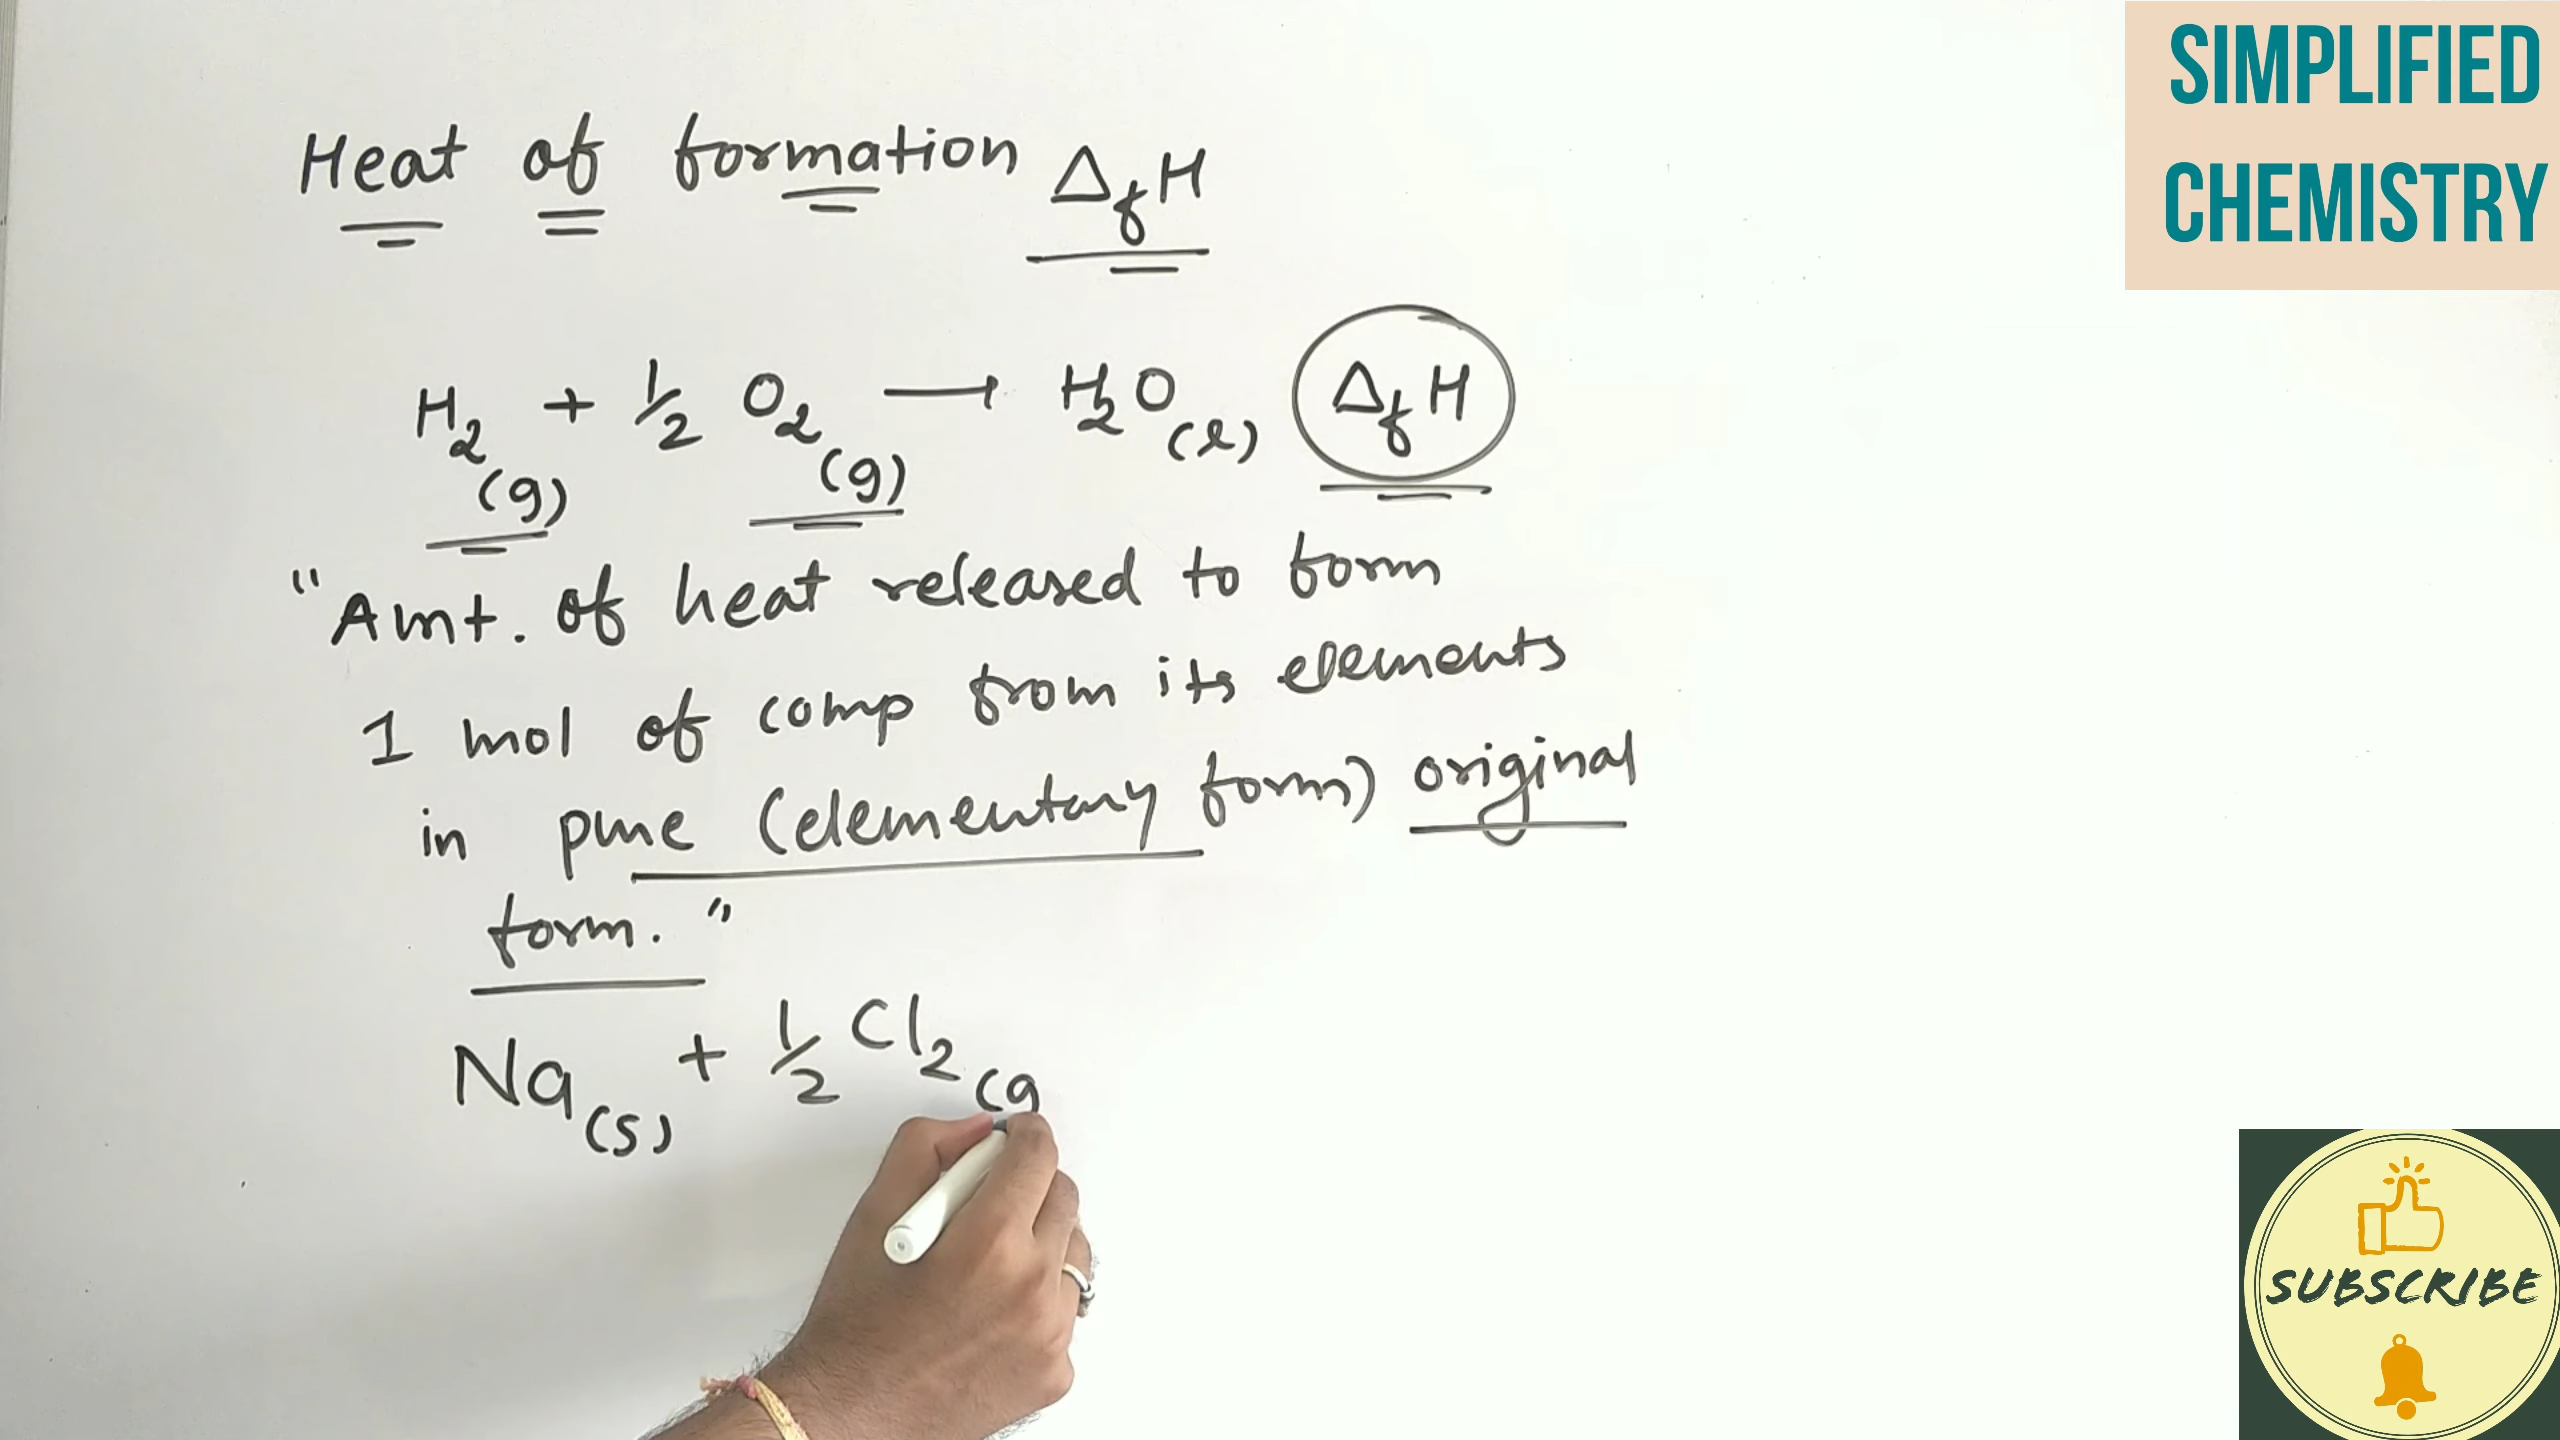 SIMPLIFIED
CHEMISTRY
Heat of formation ΔfH
H2(g) + 1/2 O2(g) → H2O(l) ΔfH
"Amt. of heat released to form
1 mol of comp from its elements
in pure (elementary form) original
form."
Na(s) + 1/2 Cl2(g
SUBSCRIBE